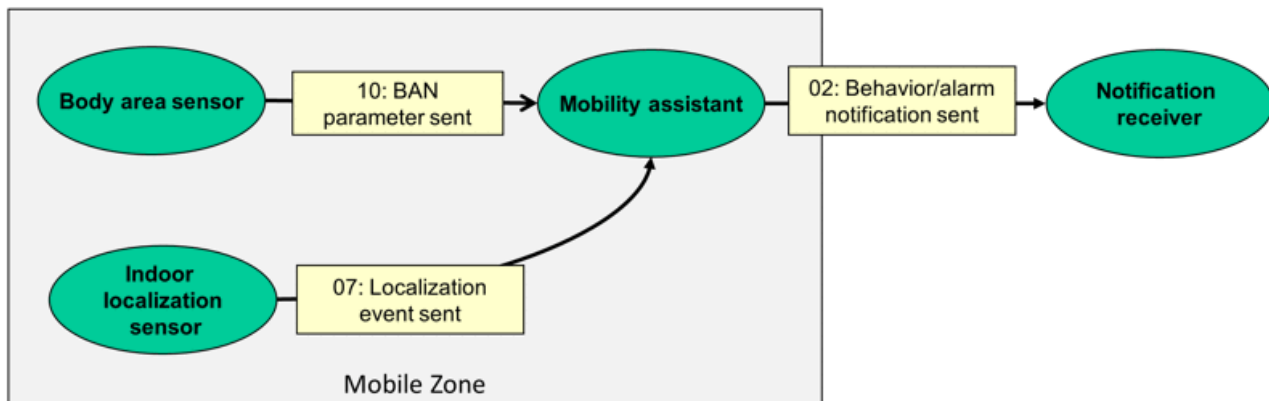 Body area sensor
10: BAN
parameter sent
Mobility assistant
02: Behavior/alarm
notification sent
Notification
receiver
Indoor
localization
sensor
07: Localization
event sent
Mobile Zone